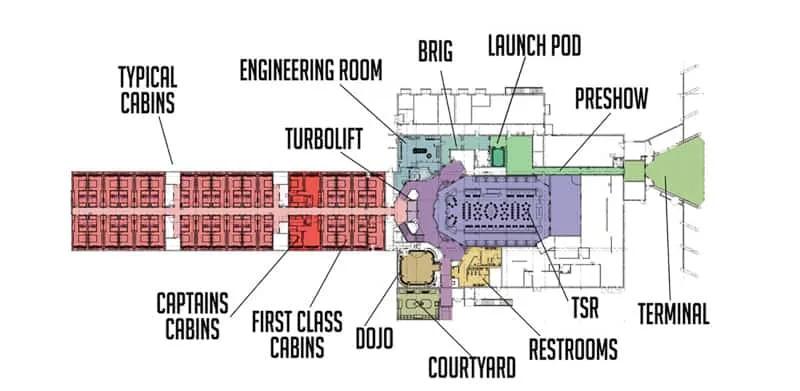 LAUNCH POD
BRIG
ENGINEERING ROOM
TYPICAL
CABINS
PRESHOW
TURBOLIFT
CAPTAINS
CABINS
FIRST CLASS
CABINS
DOJO
COURTYARD
RESTROOMS
TSR
TERMINAL